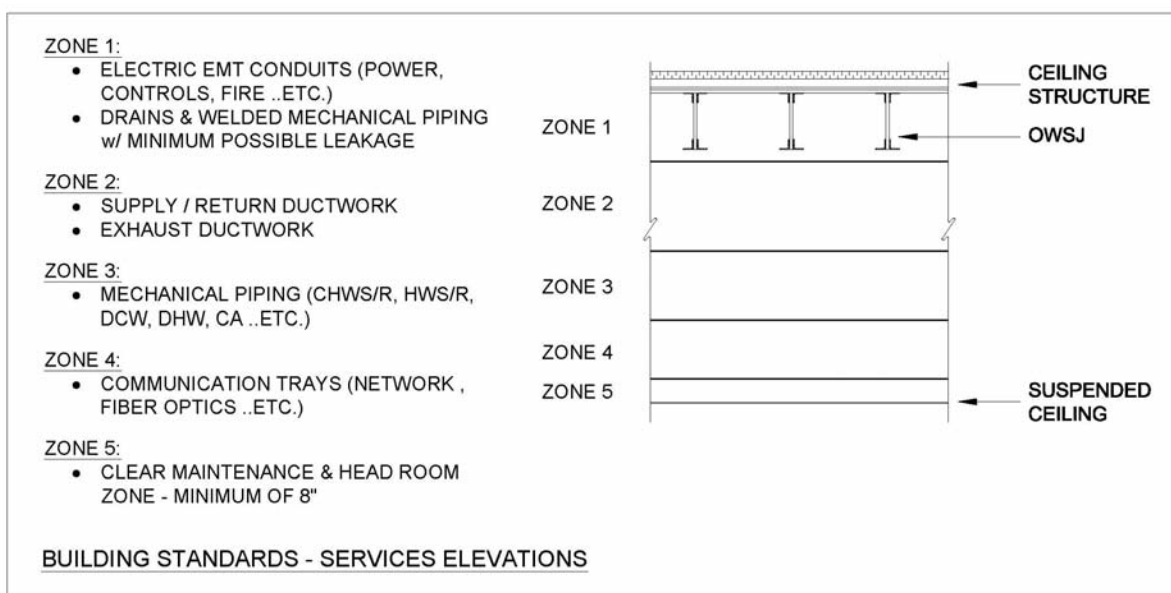 ZONE 1:
• ELECTRIC EMT CONDUITS (POWER,
CONTROLS, FIRE ..ETC.)
• DRAINS & WELDED MECHANICAL PIPING
w/ MINIMUM POSSIBLE LEAKAGE
ZONE 2:
• SUPPLY / RETURN DUCTWORK
• EXHAUST DUCTWORK
ZONE 3:
• MECHANICAL PIPING (CHWS/R, HWS/R,
DCW, DHW, CA ..ETC.)
ZONE 4:
• COMMUNICATION TRAYS (NETWORK ,
FIBER OPTICS ..ETC.)
ZONE 5:
• CLEAR MAINTENANCE & HEAD ROOM
ZONE - MINIMUM OF 8"
ZONE 1
ZONE 2
ZONE 3
ZONE 4
ZONE 5
CEILING
STRUCTURE
OWSJ
SUSPENDED
CEILING
BUILDING STANDARDS - SERVICES ELEVATIONS